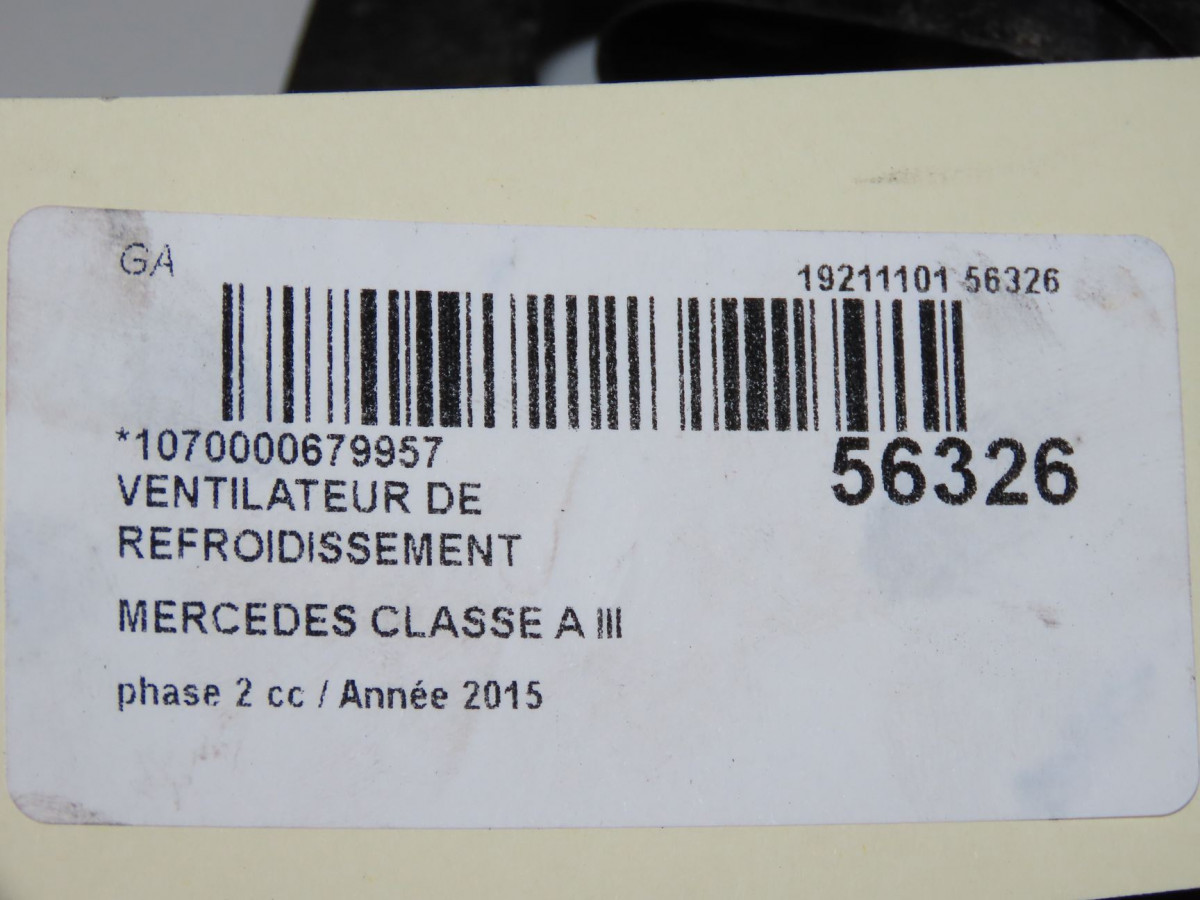 GA
19211101 56326
*1070000679957
56326
VENTILATEUR DE
REFROIDISSEMENT
MERCEDES CLASSE A III
phase 2 cc / Année 2015